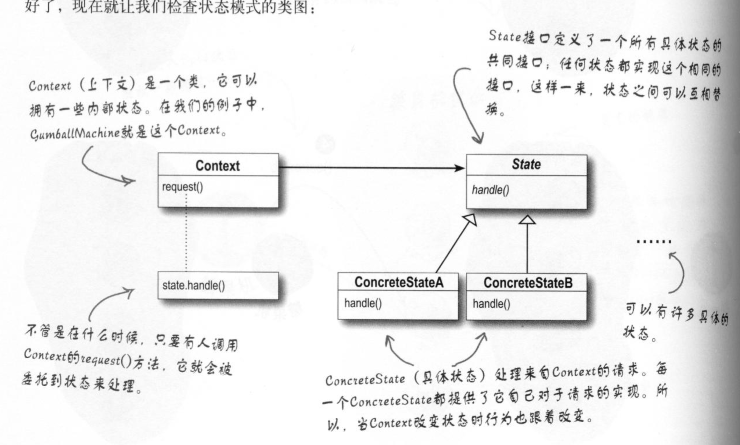 好了，现在就让我们检查状态模式的类图：
State接口定义了一个所有具体状态的
共同接口；任何状态都实现这个相同的
接口，这样一来，状态之间可以互相替
换。
Context（上下文）是一个类，它可以
拥有一些内部状态。在我们的例子中，
GumballMachine就是这个Context。
Context
request()
State
handle()
state.handle()
ConcreteStateA
handle()
ConcreteStateB
handle()
......
可以有许多具体的
状态。
不管是在什么时候，只要有人调用
Context的request()方法，它就会被
委托到状态来处理。
ConcreteState（具体状态）处理来自Context的请求。每
一个ConcreteState都提供了它自己对于请求的实现。所
以，当Context改变状态时行为也跟着改变。